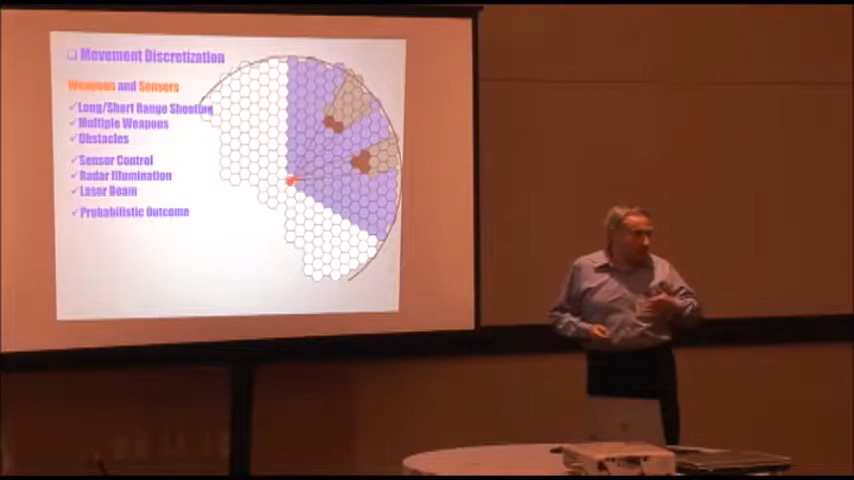 ❑ Movement Discretization
Weapons and Sensors
✓Long/Short Range Shooting
✓Multiple Weapons
✓Obstacles
✓Sensor Control
✓Radar Illumination
✓Laser Beam
✓Probabilistic Outcome